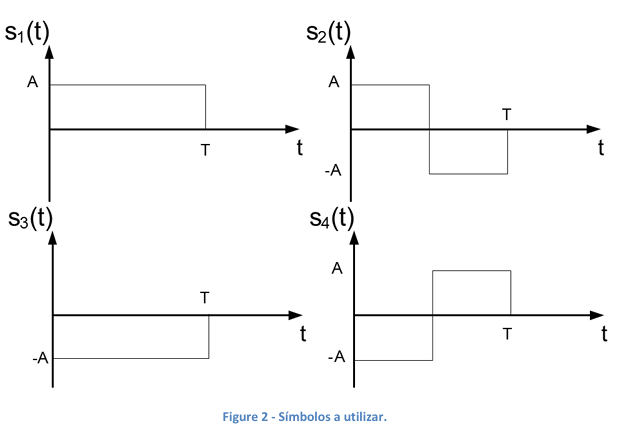 s₁(t)
A
T
t
s₂(t)
A
T
t
-A
s₃(t)
T
t
-A
s₄(t)
A
T
t
-A
Figure 2 - Símbolos a utilizar.